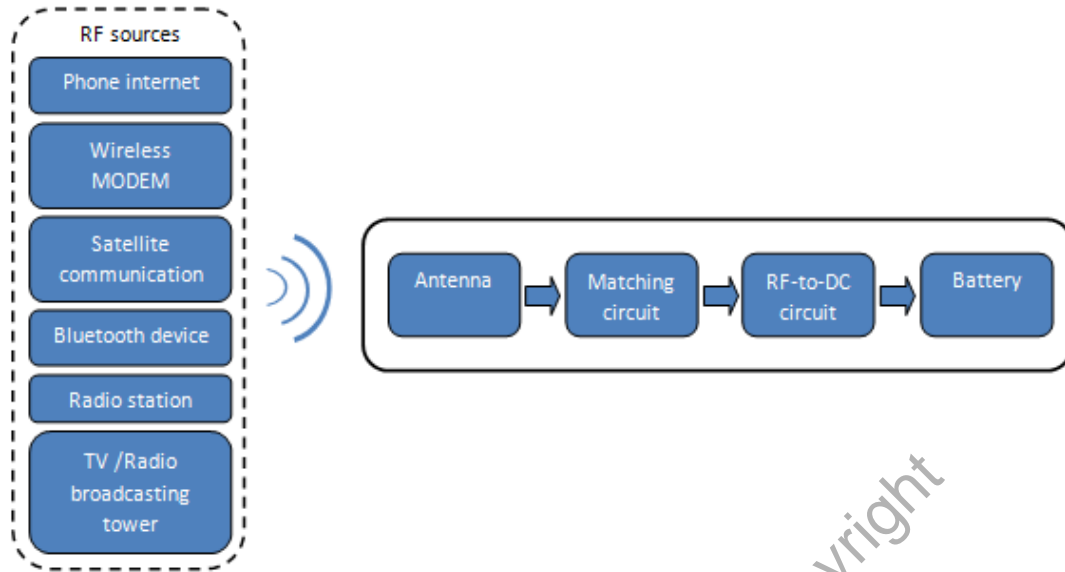 RF sources
Phone internet
Wireless
MODEM
Satellite
communication
Bluetooth device
Radio station
TV /Radio
broadcasting
tower
Antenna
Matching
circuit
RF-to-DC
circuit
Battery